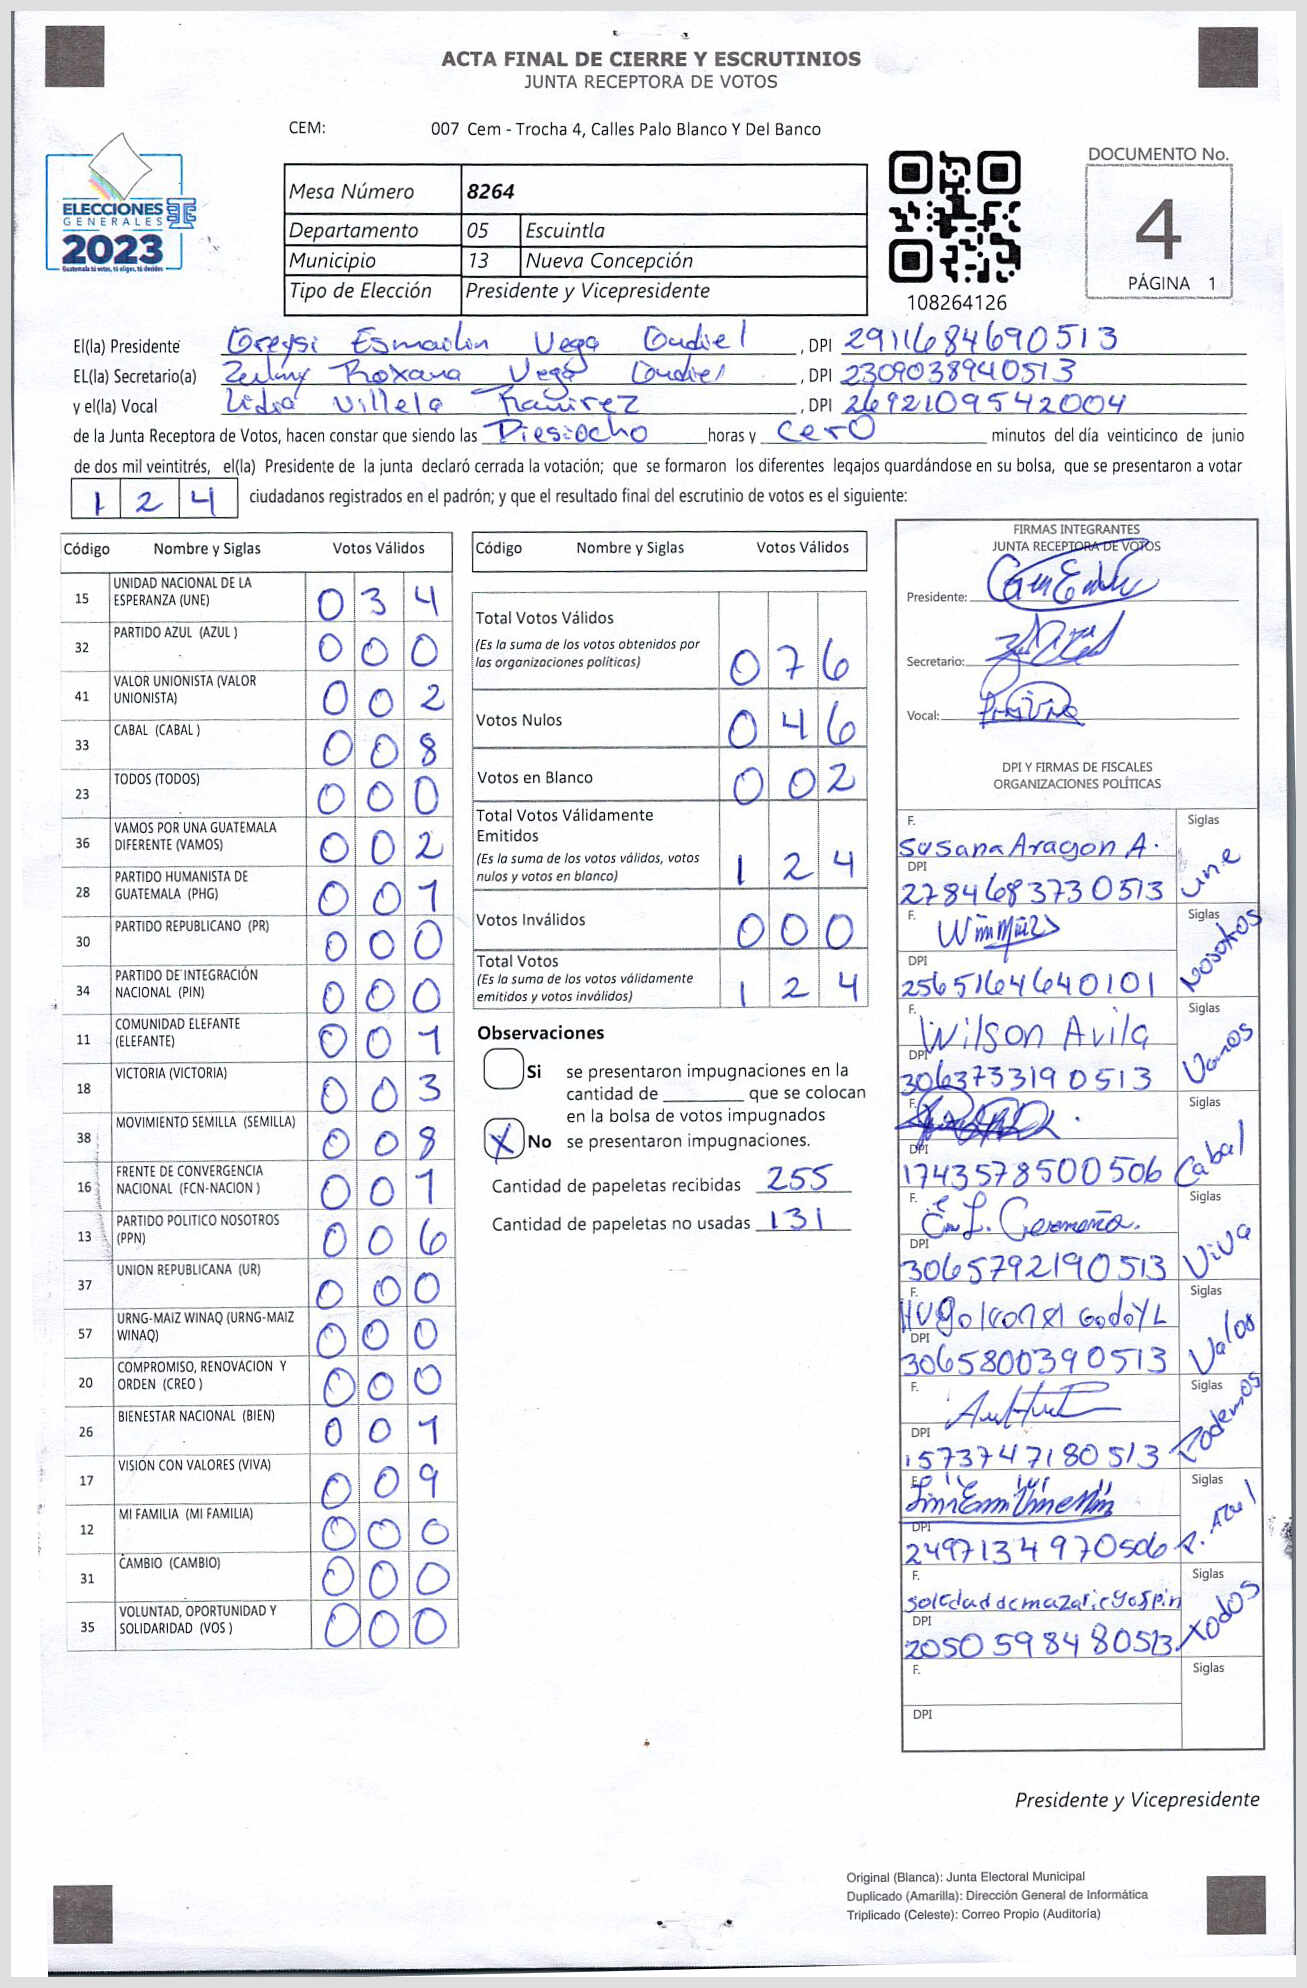 ACTA FINAL DE CIERRE Y ESCRUTINIOS
JUNTA RECEPTORA DE VOTOS
CEM: 007 Cem - Trocha 4, Calles Palo Blanco Y Del Banco
ELECCIONES
GENERALES
2023
Guatemala tú votas, tú eliges, tú decides
Mesa Número 8264
Departamento 05 Escuintla
Municipio 13 Nueva Concepción
Tipo de Elección Presidente y Vicepresidente
108264126
DOCUMENTO No.
4
PÁGINA 1
El(la) Presidente Greysi Esmailin Vega Oudiel, DPI 2911684690513
EL(la) Secretario(a) Zulmy Roxana Vega Oudiel, DPI 2309038940513
y el(la) Vocal Lidia Villela Ramirez, DPI 2692109542004
de la Junta Receptora de Votos, hacen constar que siendo las Diesiocho horas y cero minutos del día veinticinco de junio
de dos mil veintitrés, el(la) Presidente de la junta declaró cerrada la votación; que se formaron los diferentes legajos guardándose en su bolsa, que se presentaron a votar
1 2 4 ciudadanos registrados en el padrón; y que el resultado final del escrutinio de votos es el siguiente:
Código Nombre y Siglas Votos Válidos
15 UNIDAD NACIONAL DE LA ESPERANZA (UNE) 0 3 4
32 PARTIDO AZUL (AZUL ) 0 0 0
41 VALOR UNIONISTA (VALOR UNIONISTA) 0 0 2
33 CABAL (CABAL ) 0 0 8
23 TODOS (TODOS) 0 0 0
36 VAMOS POR UNA GUATEMALA DIFERENTE (VAMOS) 0 0 2
28 PARTIDO HUMANISTA DE GUATEMALA (PHG) 0 0 1
30 PARTIDO REPUBLICANO (PR) 0 0 0
34 PARTIDO DE INTEGRACIÓN NACIONAL (PIN) 0 0 0
11 COMUNIDAD ELEFANTE (ELEFANTE) 0 0 1
18 VICTORIA (VICTORIA) 0 0 3
38 MOVIMIENTO SEMILLA (SEMILLA) 0 0 8
16 FRENTE DE CONVERGENCIA NACIONAL (FCN-NACION ) 0 0 1
13 PARTIDO POLITICO NOSOTROS (PPN) 0 0 6
37 UNION REPUBLICANA (UR) 0 0 0
57 URNG-MAIZ WINAQ (URNG-MAIZ WINAQ) 0 0 0
20 COMPROMISO, RENOVACION Y ORDEN (CREO ) 0 0 0
26 BIENESTAR NACIONAL (BIEN) 0 0 1
17 VISION CON VALORES (VIVA) 0 0 9
12 MI FAMILIA (MI FAMILIA) 0 0 0
31 CAMBIO (CAMBIO) 0 0 0
35 VOLUNTAD, OPORTUNIDAD Y SOLIDARIDAD (VOS ) 0 0 0
Código Nombre y Siglas Votos Válidos
Total Votos Válidos
(Es la suma de los votos obtenidos por
las organizaciones políticas) 0 7 6
Votos Nulos 0 4 6
Votos en Blanco 0 0 2
Total Votos Válidamente
Emitidos
(Es la suma de los votos válidos, votos
nulos y votos en blanco) 1 2 4
Votos Inválidos 0 0 0
Total Votos
(Es la suma de los votos válidamente
emitidos y votos inválidos) 1 2 4
Observaciones
Si se presentaron impugnaciones en la
cantidad de ________ que se colocan
en la bolsa de votos impugnados
X No se presentaron impugnaciones.
Cantidad de papeletas recibidas 255
Cantidad de papeletas no usadas 131
FIRMAS INTEGRANTES
JUNTA RECEPTORA DE VOTOS
Presidente:
Secretario:
Vocal:
DPI Y FIRMAS DE FISCALES
ORGANIZACIONES POLÍTICAS
F. Siglas
Susana Aragon A. une
DPI
2784683730513
F. Siglas
Nosotros
DPI
2565164640101
F. Siglas
Wilson Avila Vamos
DPI
3063733190513
F. Siglas
Cabal
DPI
1743578500506
F. Siglas
ViVa
DPI
3065792190513
F. Siglas
Valos
DPI
3065800390513
F. Siglas
Podemos
DPI
1573747180513
F. Siglas
P. Azul
DPI
2497134970506
F. Siglas
Todos
DPI
2050598480513
F. Siglas
DPI
Presidente y Vicepresidente
Original (Blanca): Junta Electoral Municipal
Duplicado (Amarilla): Dirección General de Informática
Triplicado (Celeste): Correo Propio (Auditoría)